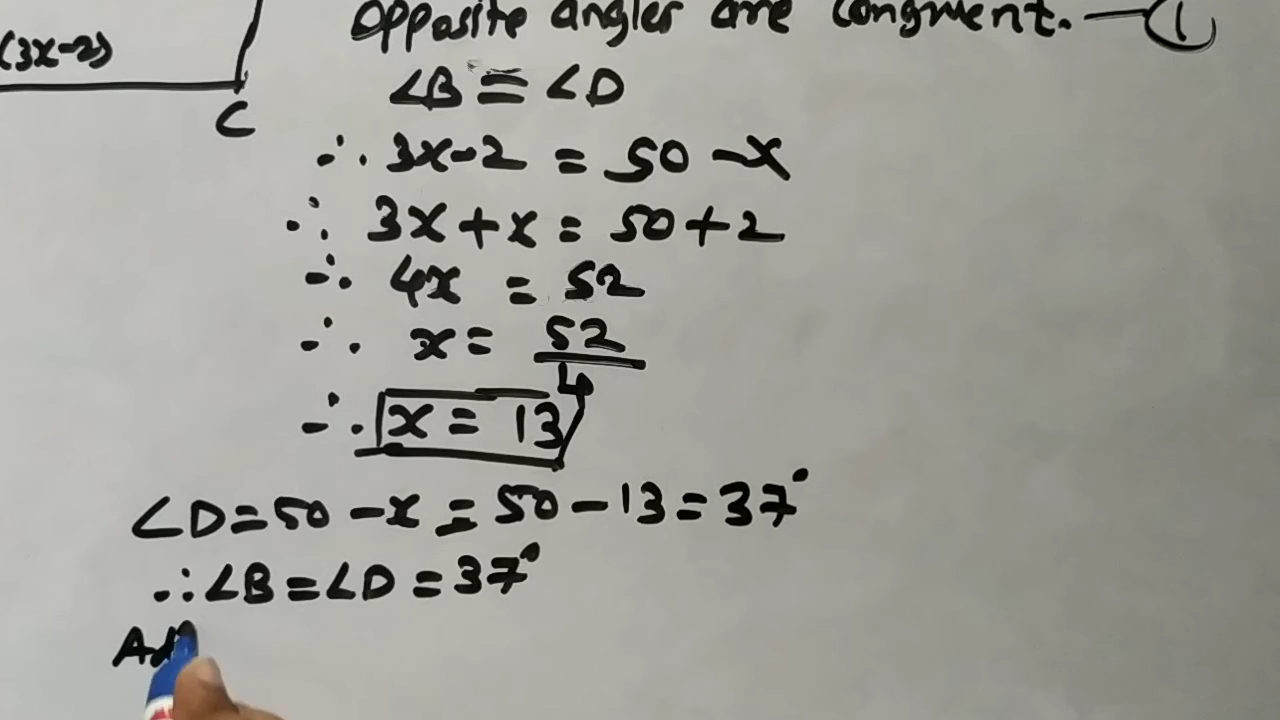 Opposite angles are congruent. — 1
(3x-2)
C
∠B ≅ ∠D
∴ 3x-2 = 50 - x
∴ 3x + x = 50 + 2
∴ 4x = 52
∴ x = 52/4
∴ x = 13
∠D = 50 - x = 50 - 13 = 37°
∴ ∠B = ∠D = 37°